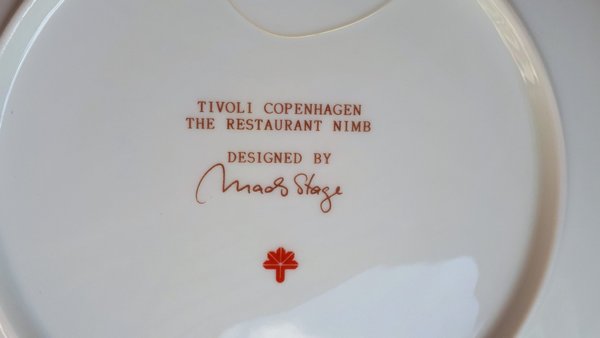 TIVOLI COPENHAGEN
THE RESTAURANT NIMB
DESIGNED BY
Mads Stage